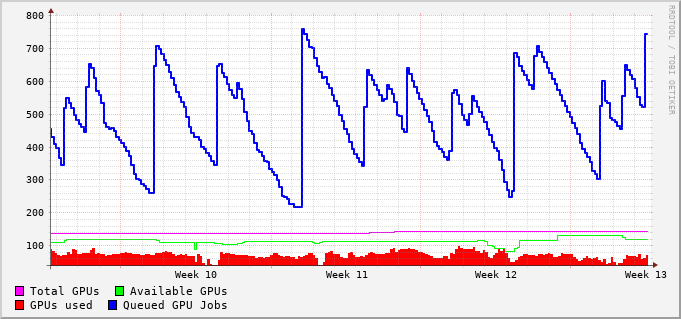 800
700
600
500
400
300
200
100
Week 10 Week 11 Week 12 Week 13
Total GPUs Available GPUs
GPUs used Queued GPU Jobs
RRDTOOL / TOBI OETIKER